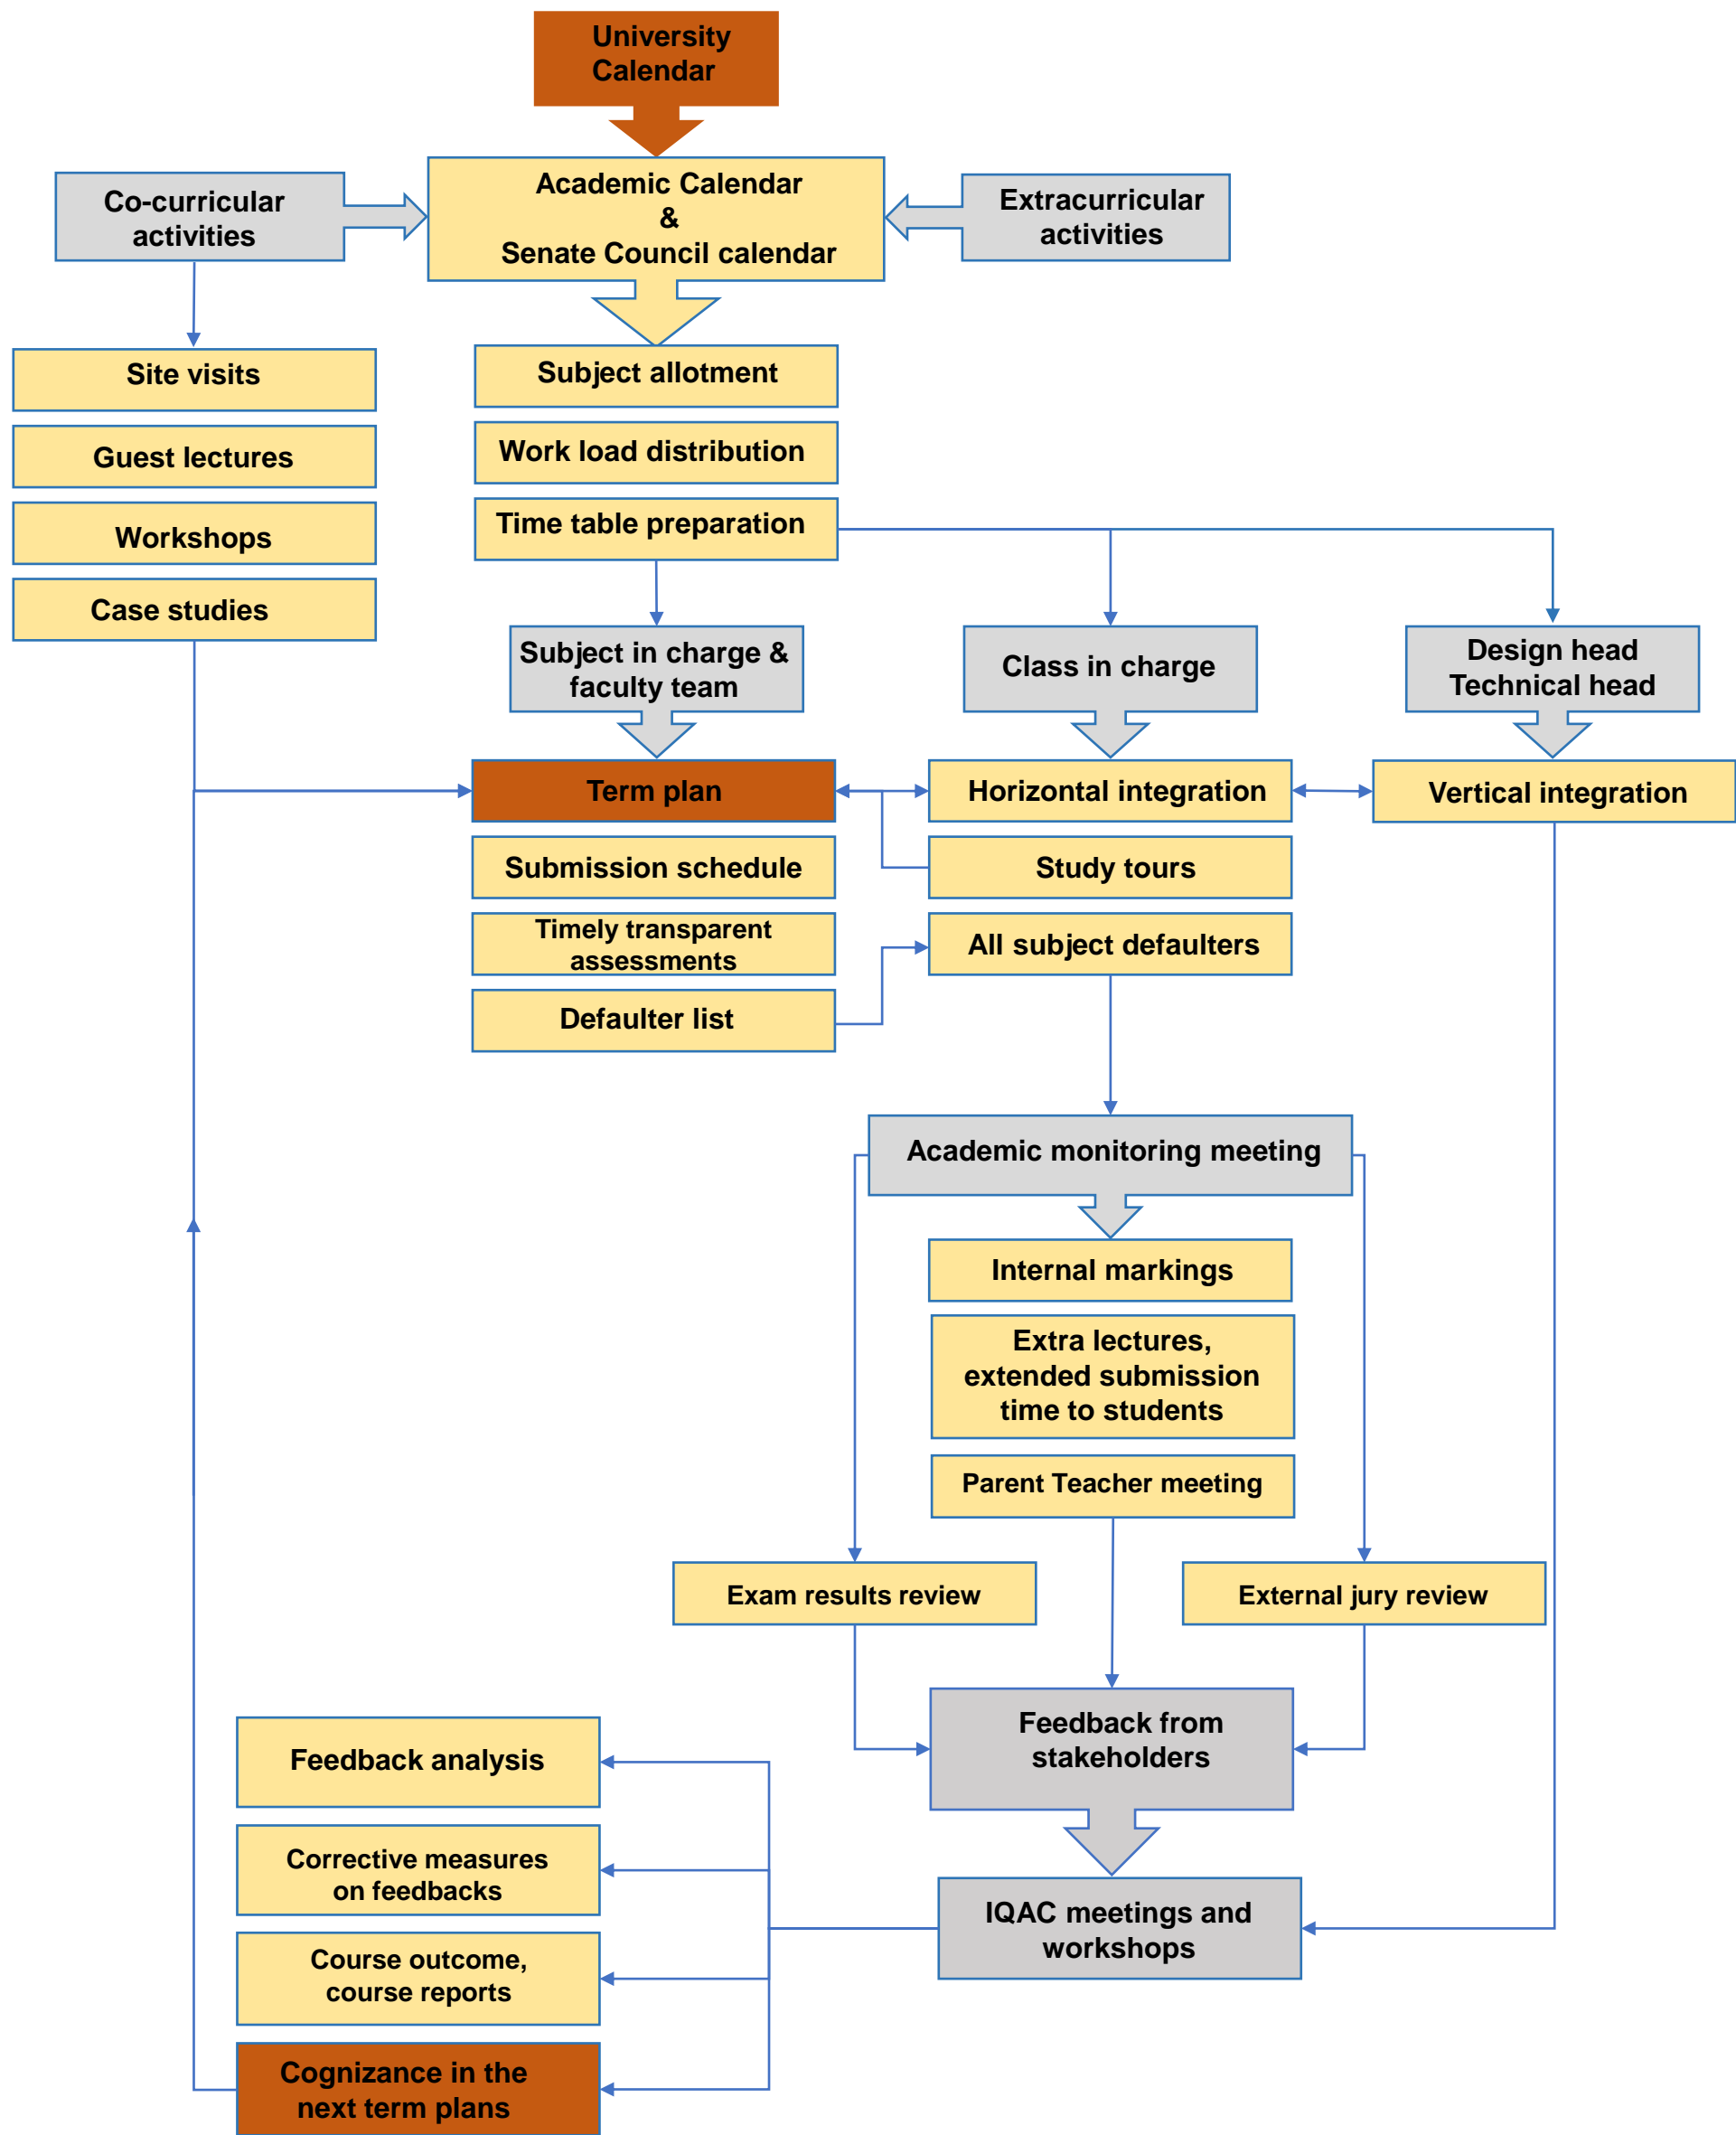 University
Calendar
Co-curricular
activities
Academic Calendar
&
Senate Council calendar
Extracurricular
activities
Site visits
Guest lectures
Workshops
Case studies
Subject allotment
Work load distribution
Time table preparation
Subject in charge &
faculty team
Class in charge
Design head
Technical head
Term plan
Horizontal integration
Vertical integration
Submission schedule
Study tours
Timely transparent
assessments
All subject defaulters
Defaulter list
Academic monitoring meeting
Internal markings
Extra lectures,
extended submission
time to students
Parent Teacher meeting
Exam results review
External jury review
Feedback from
stakeholders
Feedback analysis
Corrective measures
on feedbacks
IQAC meetings and
workshops
Course outcome,
course reports
Cognizance in the
next term plans